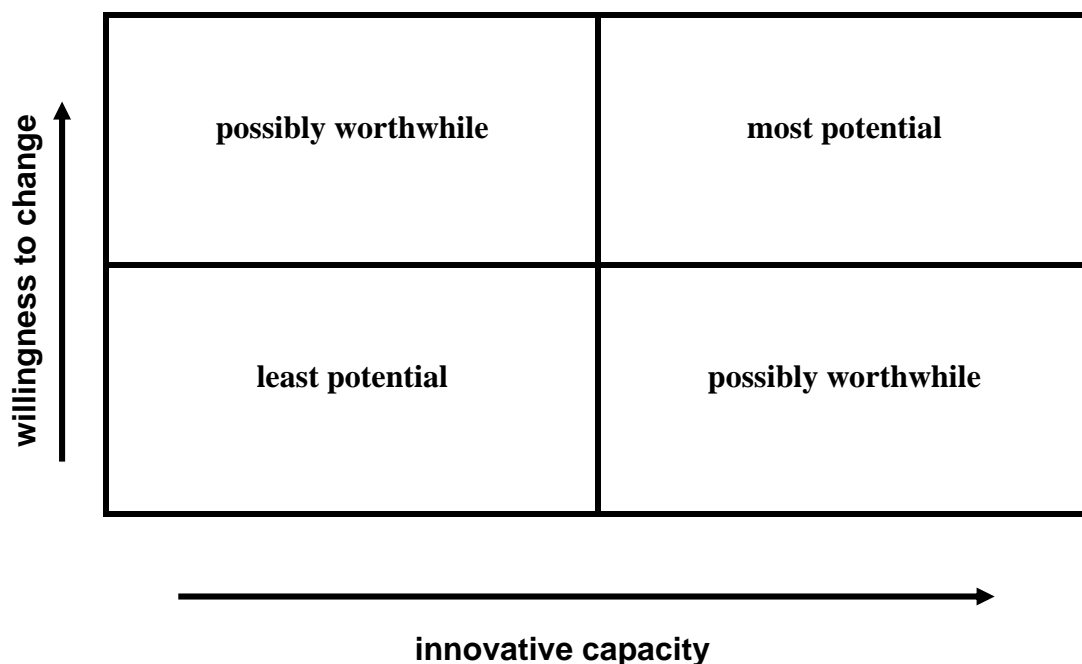 willingness to change
possibly worthwhile
most potential
least potential
possibly worthwhile
innovative capacity